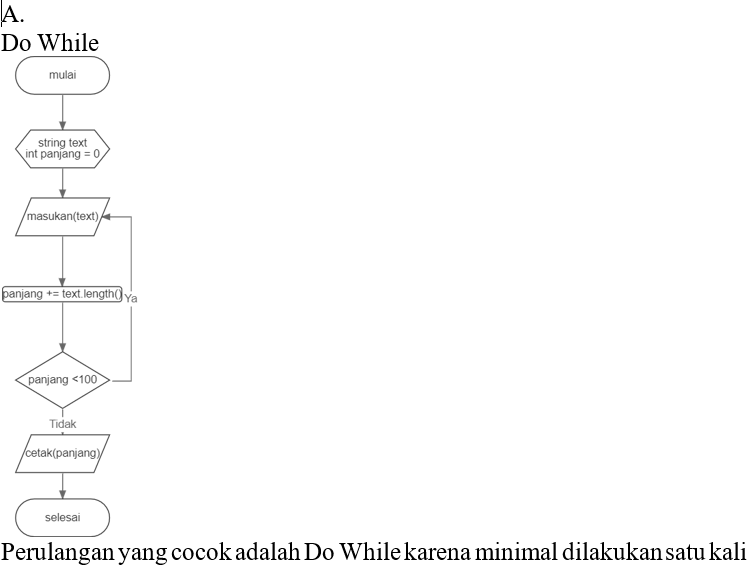 A.
Do While
mulai
string text
int panjang = 0
masukan(text)
panjang += text.length()
Ya
panjang <100
Tidak
cetak(panjang)
selesai
Perulangan yang cocok adalah Do While karena minimal dilakukan satu kali